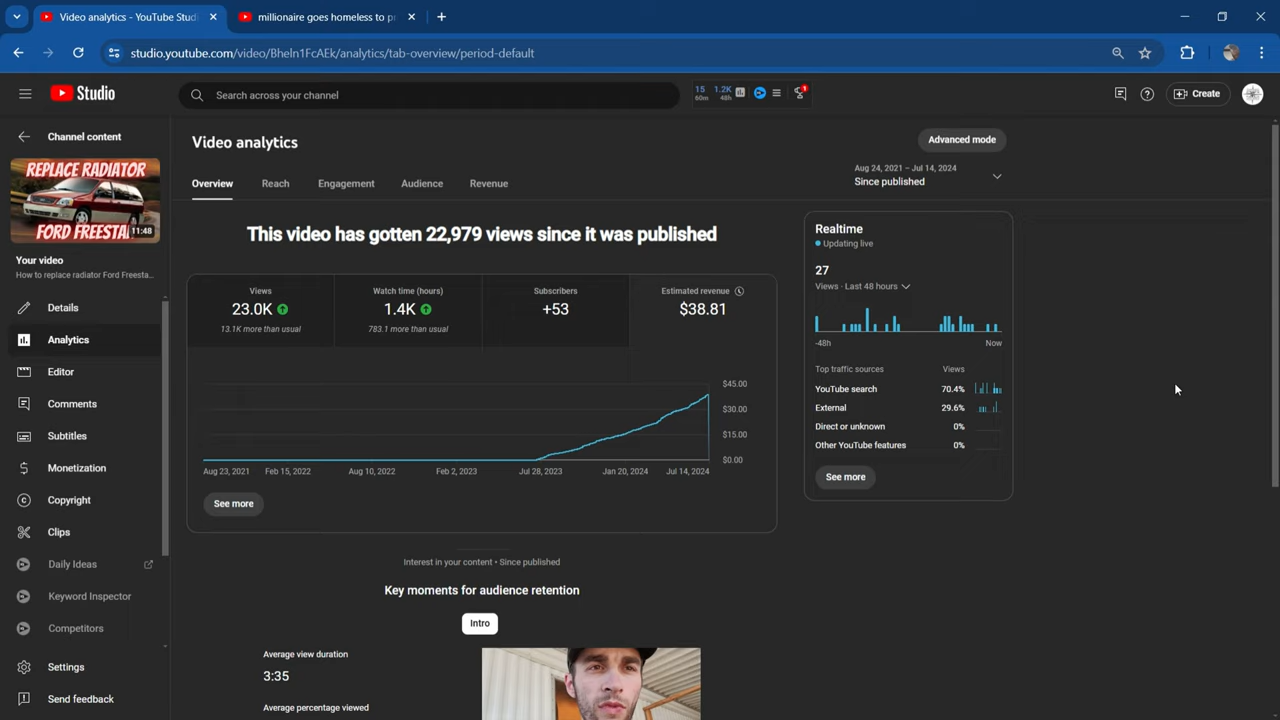 Video analytics - YouTube Studi
millionaire goes homeless to pr
studio.youtube.com/video/Bheln1FcAEk/analytics/tab-overview/period-default
Studio
Search across your channel
15
60m
1.2K
48h
Create
Channel content
REPLACE RADIATOR
FORD FREESTA
11:48
Your video
How to replace radiator Ford Freesta...
Details
Analytics
Editor
Comments
Subtitles
Monetization
Copyright
Clips
Daily Ideas
Keyword Inspector
Competitors
Settings
Send feedback
Video analytics
Advanced mode
Overview
Reach
Engagement
Audience
Revenue
Aug 24, 2021 – Jul 14, 2024
Since published
This video has gotten 22,979 views since it was published
Views
23.0K
13.1K more than usual
Watch time (hours)
1.4K
783.1 more than usual
Subscribers
+53
Estimated revenue
$38.81
$45.00
$30.00
$15.00
$0.00
Aug 23, 2021
Feb 15, 2022
Aug 10, 2022
Feb 2, 2023
Jul 28, 2023
Jan 20, 2024
Jul 14, 2024
See more
Interest in your content • Since published
Key moments for audience retention
Intro
Average view duration
3:35
Average percentage viewed
Realtime
Updating live
27
Views · Last 48 hours
-48h
Now
Top traffic sources
Views
YouTube search
70.4%
External
29.6%
Direct or unknown
0%
Other YouTube features
0%
See more